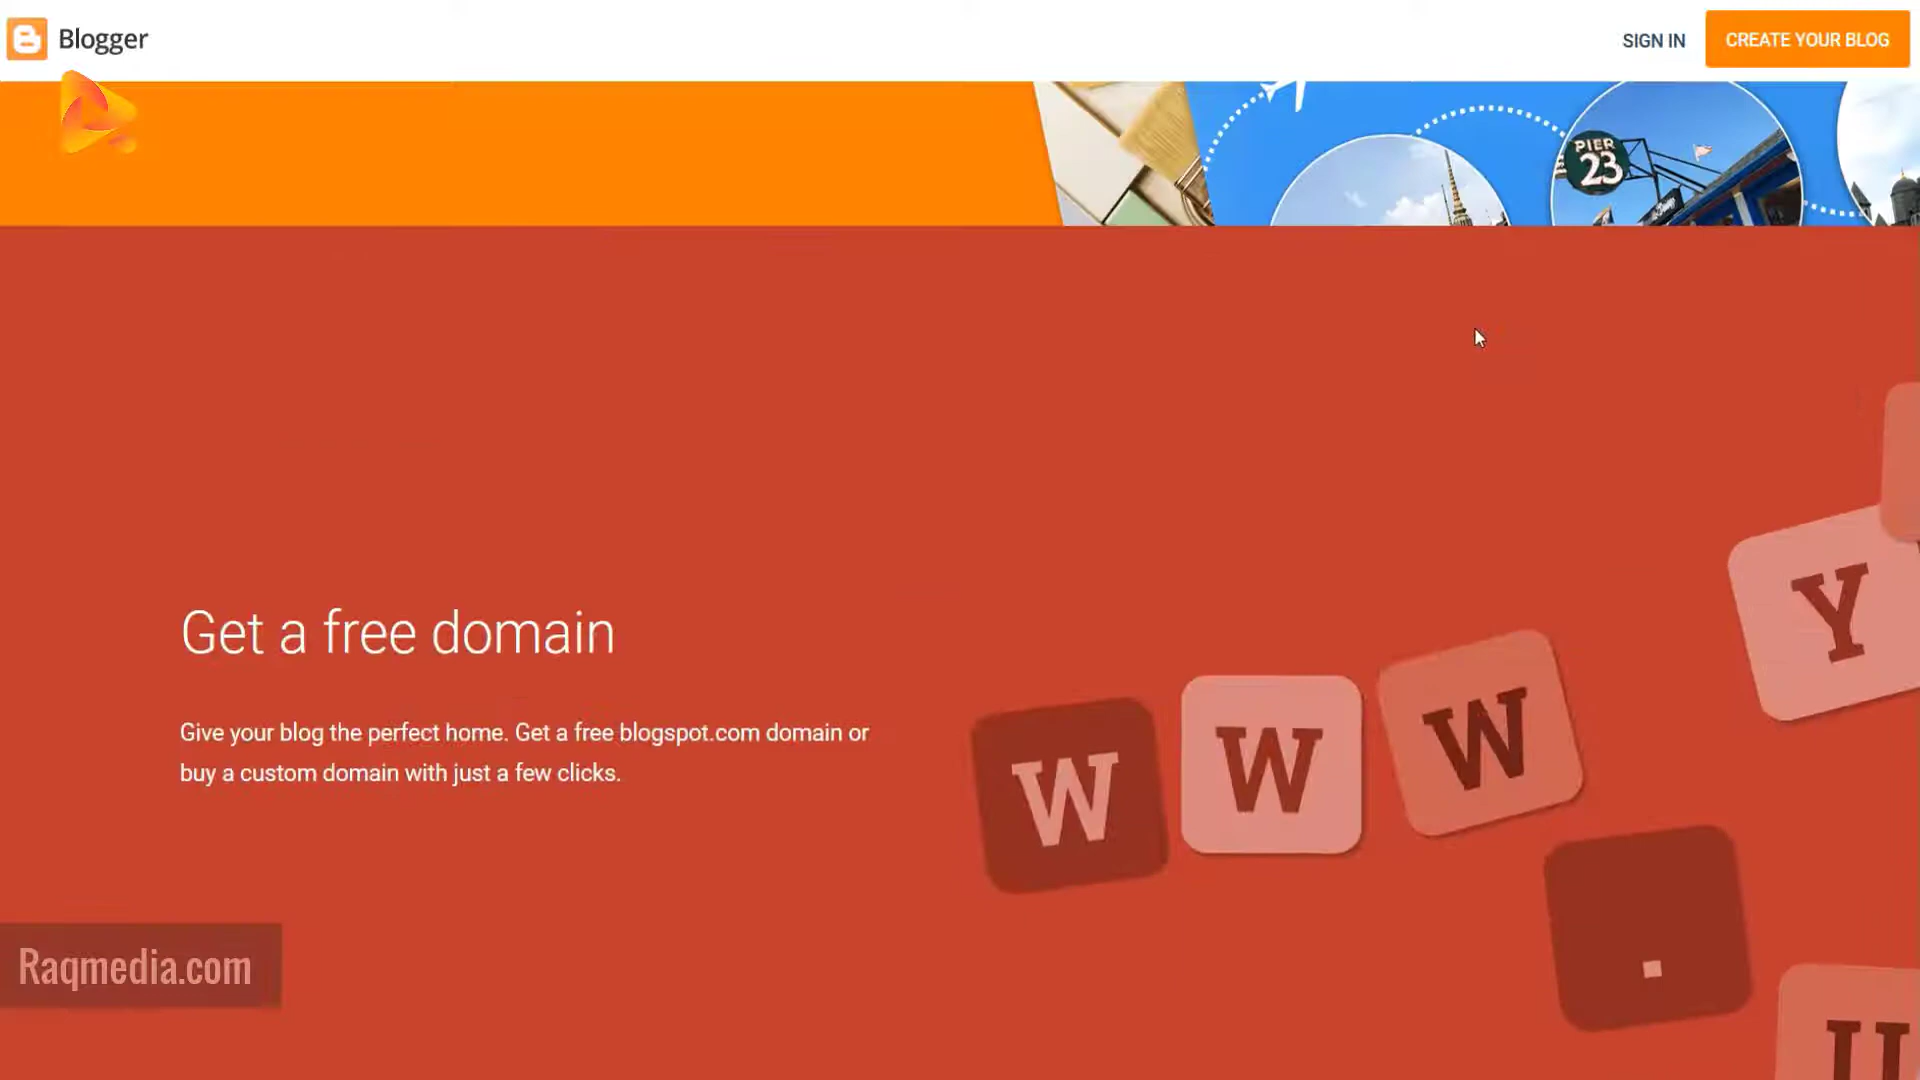 Blogger
SIGN IN
CREATE YOUR BLOG
PIER
23
Get a free domain
Give your blog the perfect home. Get a free blogspot.com domain or
buy a custom domain with just a few clicks.
Y
W W W
.
U
Raqmedia.com